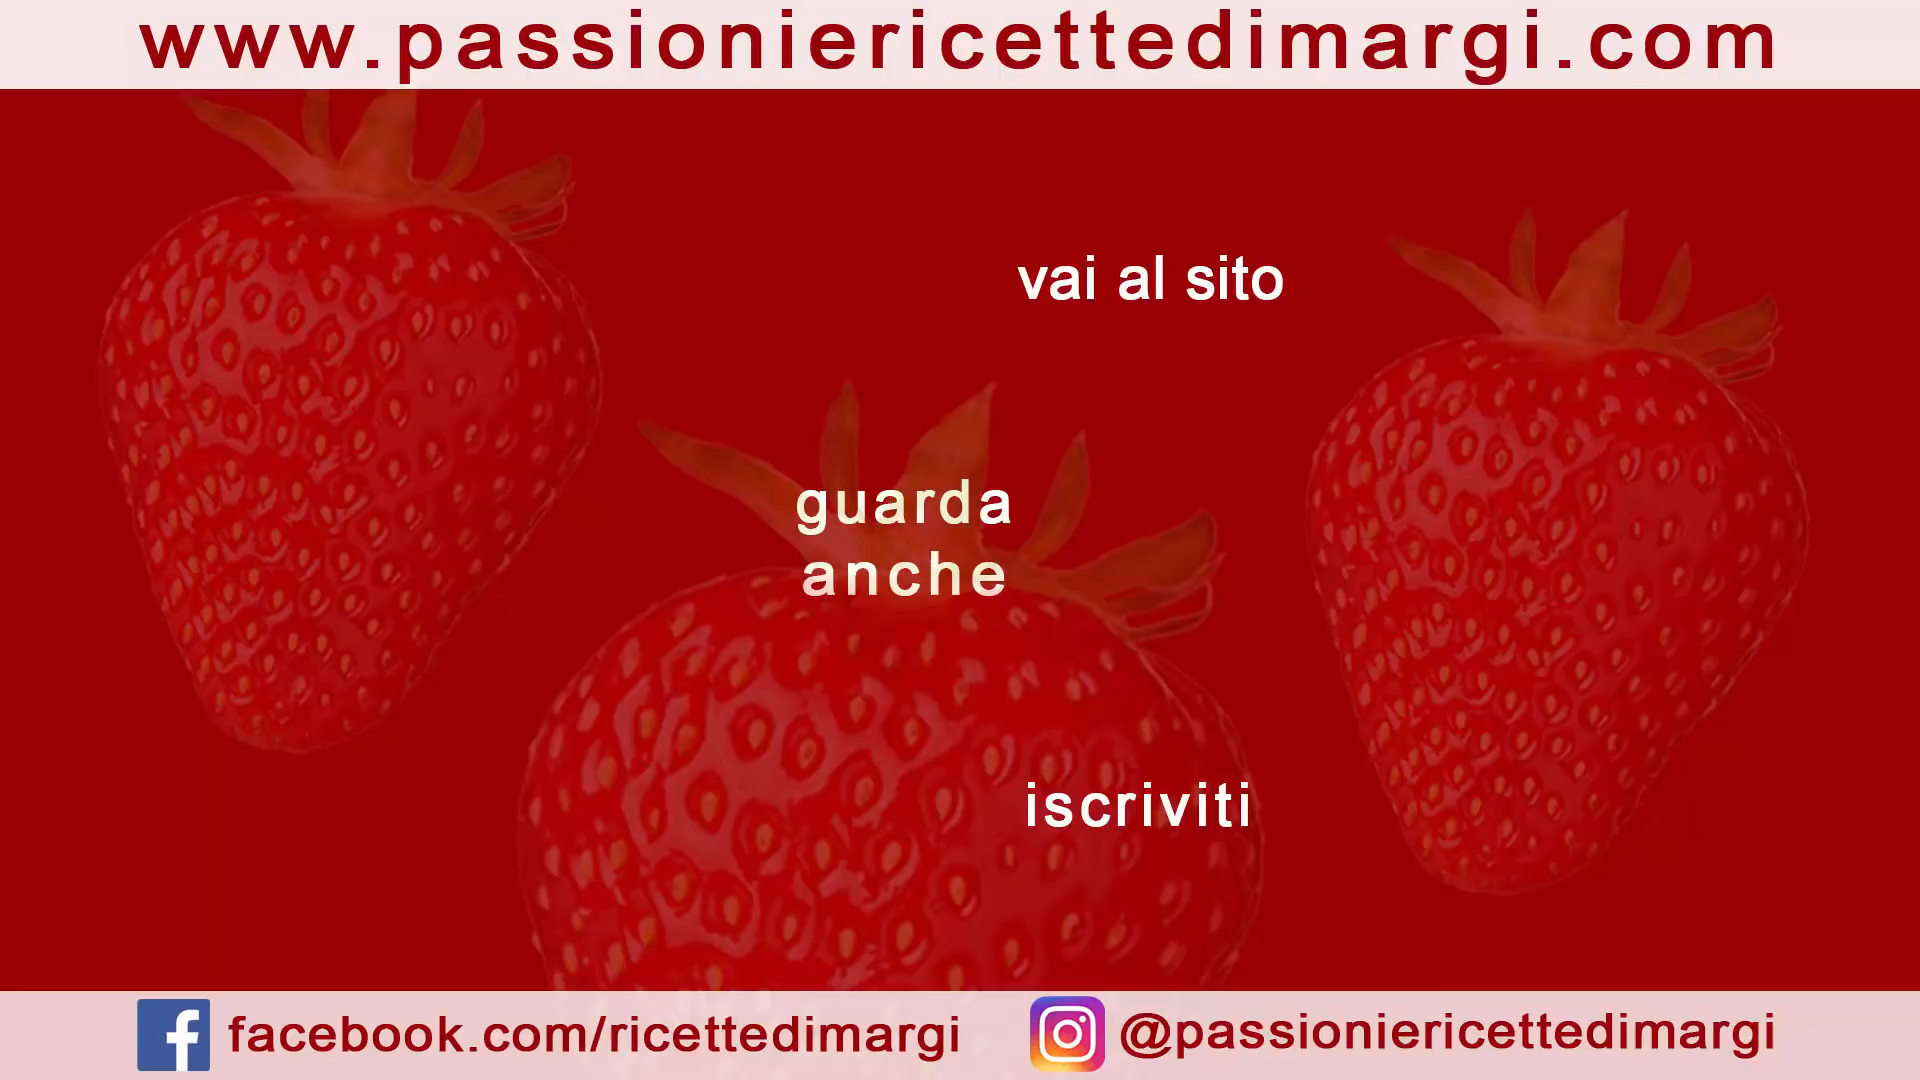 www.passioniericettedimargi.com
vai al sito
guarda
anche
iscriviti
facebook.com/ricettedimargi
@passioniericettedimargi